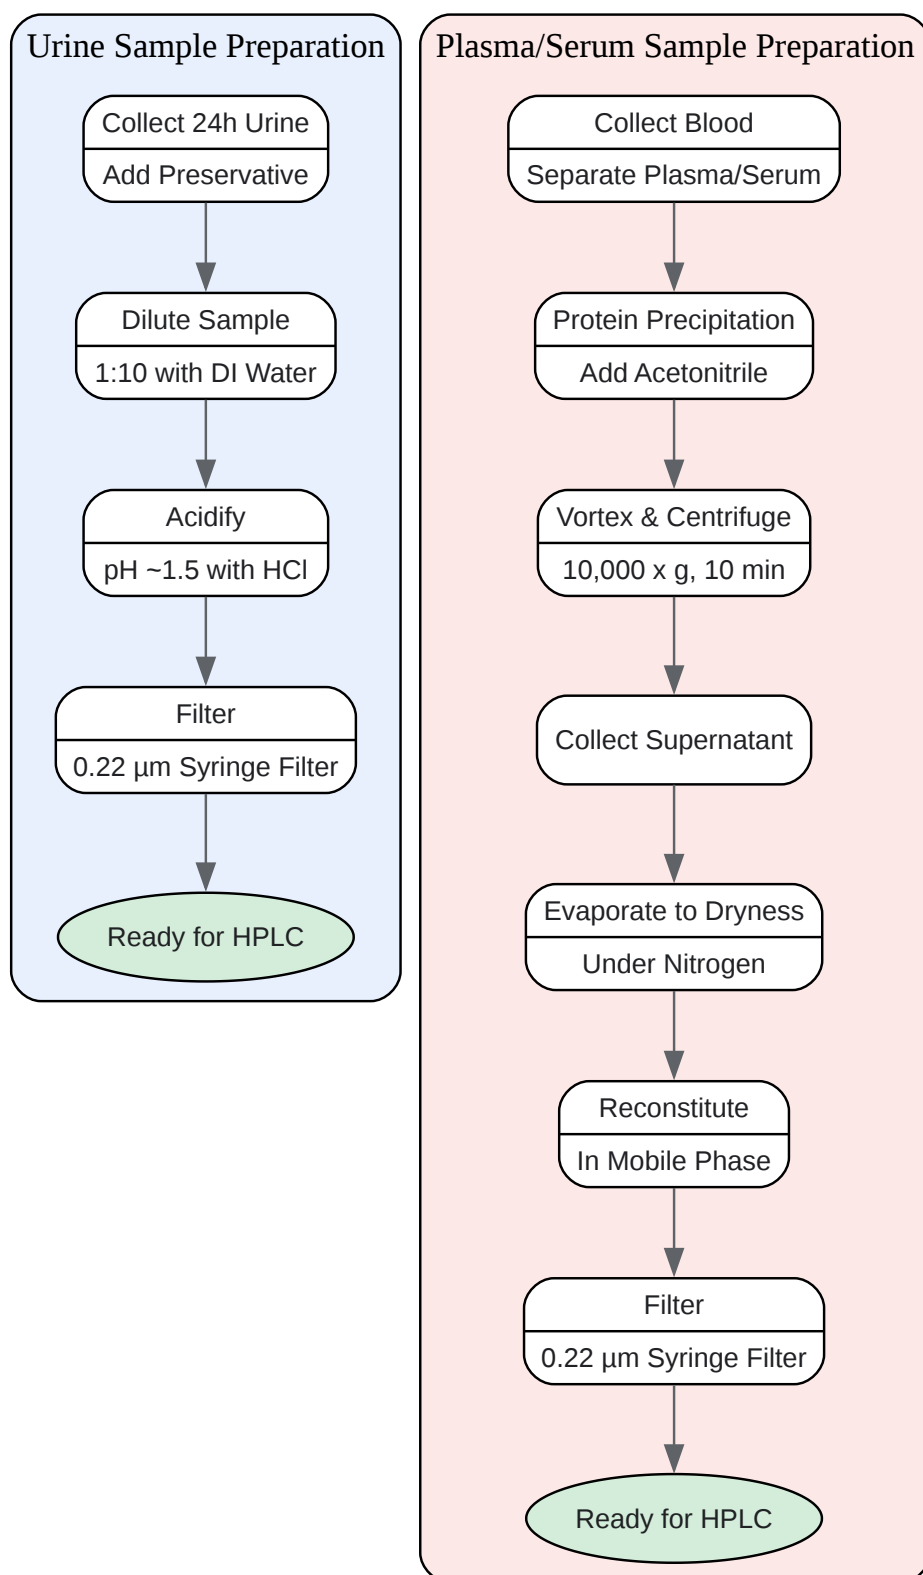 Urine Sample Preparation
Collect 24h Urine
Add Preservative
Dilute Sample
1:10 with DI Water
Acidify
pH ~1.5 with HCl
Filter
0.22 µm Syringe Filter
Ready for HPLC
Plasma/Serum Sample Preparation
Collect Blood
Separate Plasma/Serum
Protein Precipitation
Add Acetonitrile
Vortex & Centrifuge
10,000 x g, 10 min
Collect Supernatant
Evaporate to Dryness
Under Nitrogen
Reconstitute
In Mobile Phase
Filter
0.22 µm Syringe Filter
Ready for HPLC